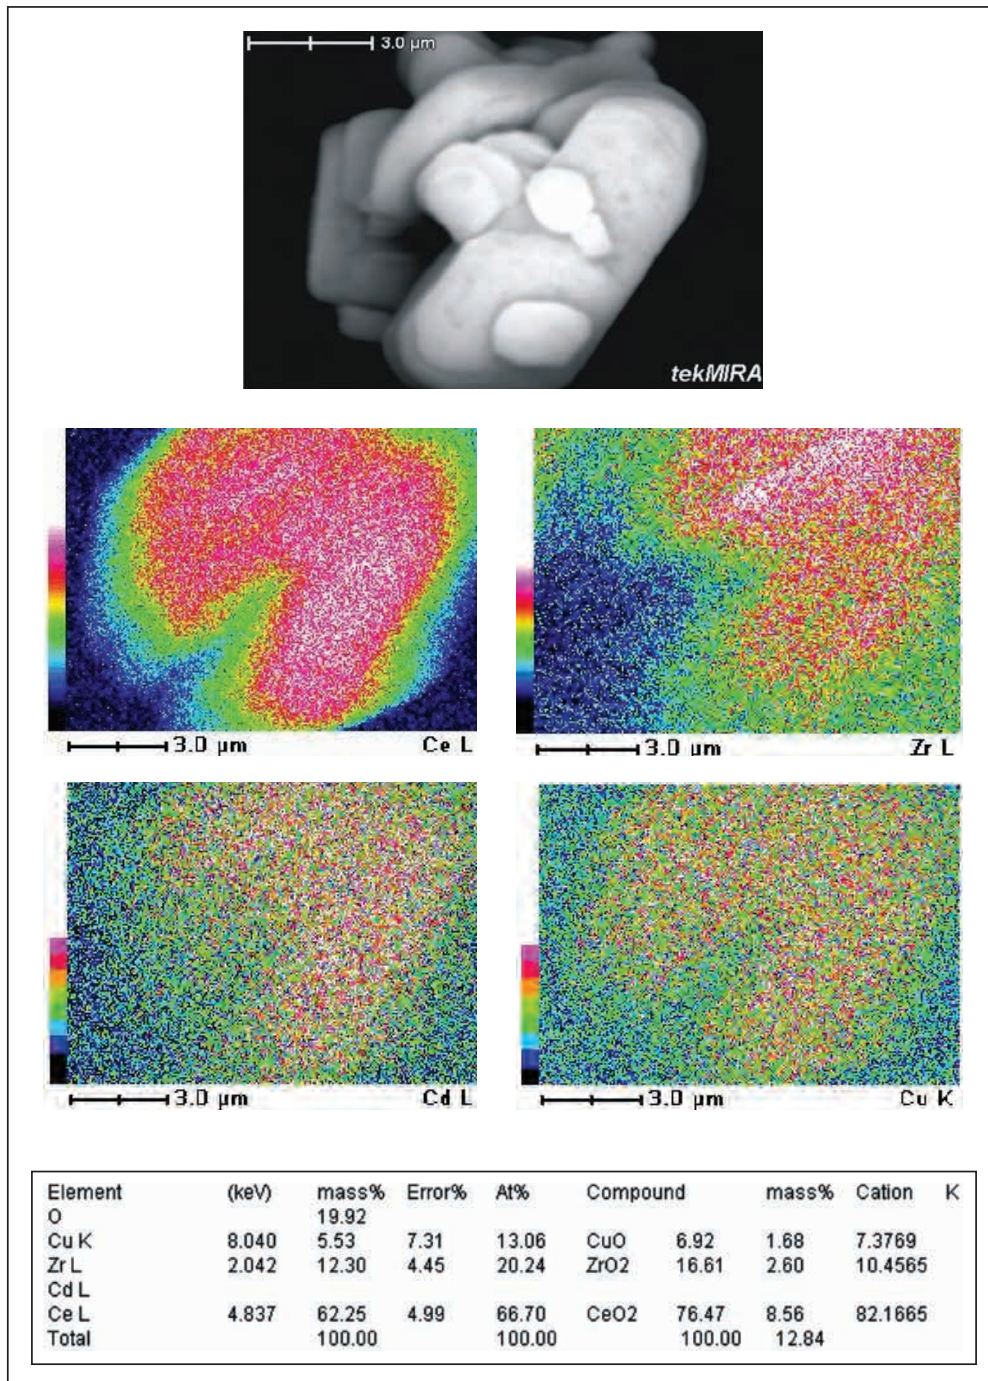 3.0 µm
tekMIRA
3.0 µm Ce L
3.0 µm Zr L
3.0 µm Cd L
3.0 µm Cu K
Element (keV) mass% Error% At% Compound mass% Cation K
O 19.92
Cu K 8.040 5.53 7.31 13.06 CuO 6.92 1.68 7.3769
Zr L 2.042 12.30 4.45 20.24 ZrO2 16.61 2.60 10.4565
Cd L
Ce L 4.837 62.25 4.99 66.70 CeO2 76.47 8.56 82.1665
Total 100.00 100.00 100.00 12.84